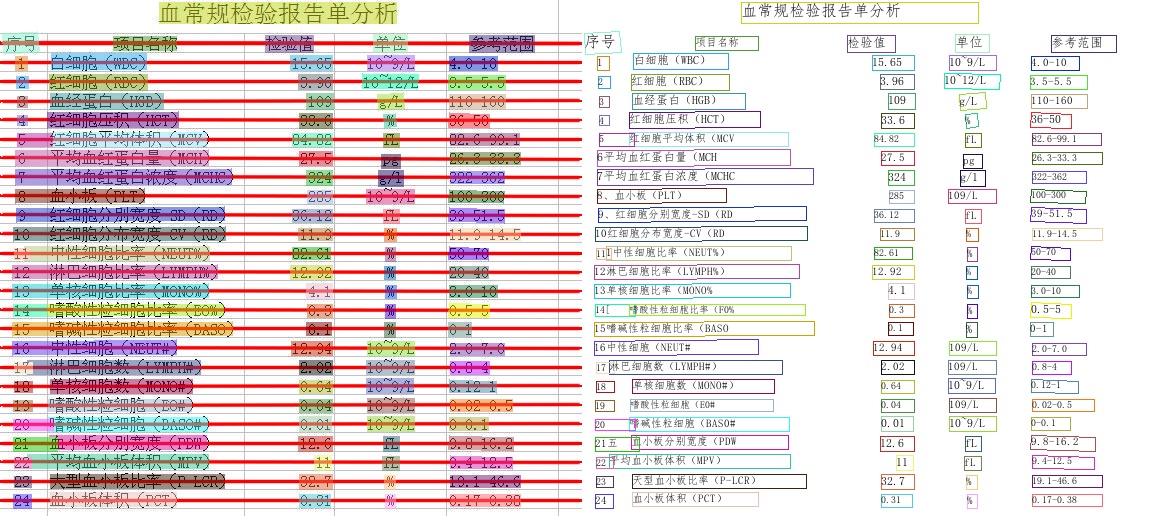 血常规检验报告单分析
序号 项目名称 检验值 单位 参考范围
1 白细胞 (WBC) 15.65 10~9/L 4.0-10
2 红细胞 (RBC) 3.96 10~12/L 3.5-5.5
3 血红蛋白 (HGB) 109 g/L 110-160
4 红细胞压积 (HCT) 33.6 % 36-50
5 红细胞平均体积 (MCV) 84.82 fL 82.6-99.1
6 平均血红蛋白量 (MCH) 27.5 pg 26.3-33.3
7 平均血红蛋白浓度 (MCHC) 324 g/l 322-362
8 血小板 (PLT) 285 10~9/L 100-300
9 红细胞分别宽度-SD (RD) 36.12 fL 39-51.5
10 红细胞分布宽度-CV (RD) 11.9 % 11.9-14.5
11 中性细胞比率 (NEUT%) 82.61 % 50-70
12 淋巴细胞比率 (LYMPH%) 12.92 % 20-40
13 单核细胞比率 (MONO%) 4.1 % 3.0-10
14 嗜酸性粒细胞比率 (EO%) 0.3 % 0.5-5
15 嗜碱性粒细胞比率 (BASO) 0.1 % 0-1
16 中性细胞 (NEUT# 12.94 10~9/L 2.0-7.0
17 淋巴细胞数 (LYMPH# 2.02 10~9/L 0.8-4
18 单核细胞数 (MONO# 0.64 10~9/L 0.12-1
19 嗜酸性粒细胞 (EO# 0.04 10~9/L 0.02-0.5
20 嗜碱性粒细胞 (BASO# 0.01 10~9/L 0-0.1
21 血小板分别宽度 (PDW 12.6 fL 9.8-16.2
22 平均血小板体积 (MPV) 11 fL 9.4-12.5
23 大型血小板比率 (P-LCR) 32.7 % 19.1-46.6
24 血小板体积 (PCT) 0.31 % 0.17-0.38
血常规检验报告单分析
序号 项目名称 检验值 单位 参考范围
1 白细胞 (WBC) 15.65 10~9/L 4.0-10
2 红细胞 (RBC) 3.96 10~12/L 3.5-5.5
3 血经蛋白 (HGB) 109 g/L 110-160
4 红细胞压积 (HCT) 33.6 % 36-50
5 红细胞平均体积 (MCV 84.82 fL 82.6-99.1
6平均血红蛋白量 (MCH 27.5 pg 26.3-33.3
7平均血红蛋白浓度 (MCHC 324 g/l 322-362
8、血小板 (PLT) 285 109/L 100-300
9、红细胞分别宽度-SD (RD 36.12 fL 39-51.5
10红细胞分布宽度-CV (RD 11.9 % 11.9-14.5
11中性细胞比率 (NEUT%) 82.61 % 50-70
12淋巴细胞比率 (LYMPH%) 12.92 % 20-40
13单核细胞比率 (MONO% 4.1 % 3.0-10
14[ 嗜酸性粒细胞比率 (F0% 0.3 % 0.5-5
15嗜碱性粒细胞比率 (BASO 0.1 % 0-1
16中性细胞 (NEUT# 12.94 109/L 2.0-7.0
17 淋巴细胞数 (LYMPH#) 2.02 109/L 0.8-4
18 单核细胞数 (MONO#) 0.64 10~9/L 0.12-1
19 嗜酸性粒细胞 (E0# 0.04 109/L 0.02-0.5
20 嗜碱性粒细胞 (BASO# 0.01 10~9/L 0-0.1
21五 血小板分别宽度 (PDW 12.6 fL 9.8-16.2
22平均血小板体积 (MPV) 11 fL 9.4-12.5
23 天型血小板比率 (P-LCR) 32.7 % 19.1-46.6
24 血小板体积 (PCT) 0.31 % 0.17-0.38